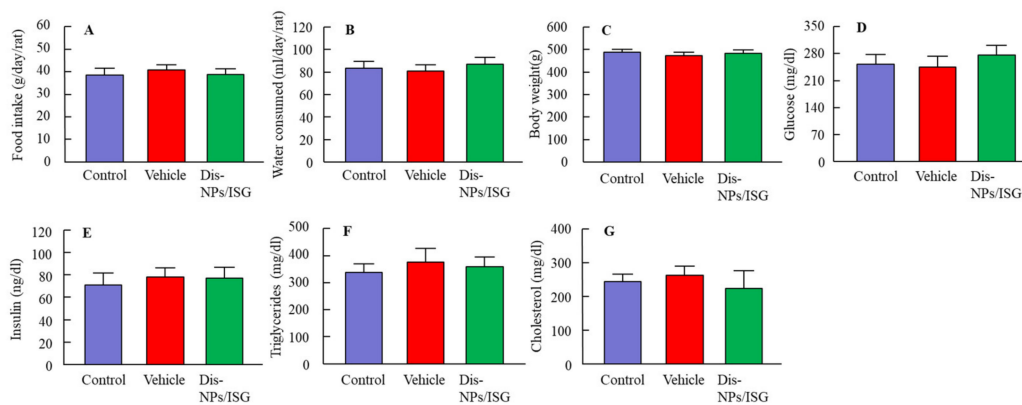 A
Food intake (g/day/rat)
60
50
40
30
20
10
0
Control Vehicle Dis-
NPs/ISG
B
Water consumed (ml/day/rat)
120
100
80
60
40
20
0
Control Vehicle Dis-
NPs/ISG
C
Body weight(g)
600
500
400
300
200
100
0
Control Vehicle Dis-
NPs/ISG
D
Glucose (mg/dl)
350
280
210
140
70
0
Control Vehicle Dis-
NPs/ISG
E
Insulin (ng/dl)
120
100
80
60
40
20
0
Control Vehicle Dis-
NPs/ISG
F
Triglycerides (mg/dl)
500
400
300
200
100
0
Control Vehicle Dis-
NPs/ISG
G
Cholesterol (mg/dl)
400
300
200
100
0
Control Vehicle Dis-
NPs/ISG